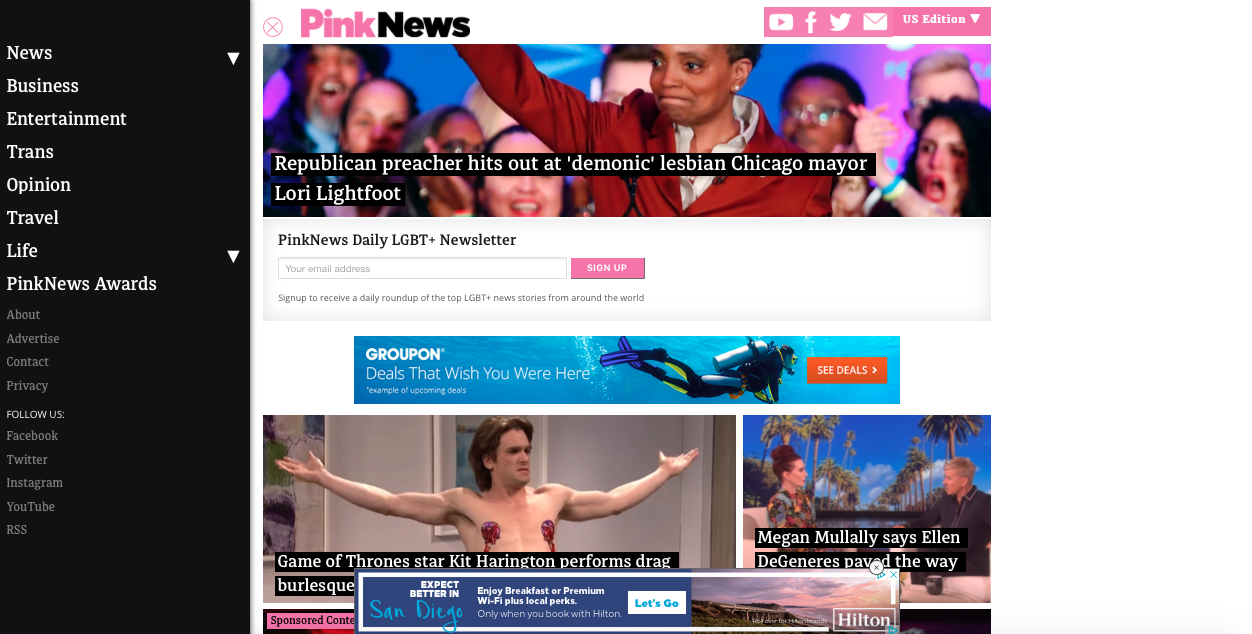 News
Business
Entertainment
Trans
Opinion
Travel
Life
PinkNews Awards
About
Advertise
Contact
Privacy
FOLLOW US:
Facebook
Twitter
Instagram
YouTube
RSS
PinkNews
US Edition
Republican preacher hits out at 'demonic' lesbian Chicago mayor
Lori Lightfoot
PinkNews Daily LGBT+ Newsletter
Your email address
SIGN UP
Signup to receive a daily roundup of the top LGBT+ news stories from around the world
GROUPON
Deals That Wish You Were Here
*example of upcoming deals
SEE DEALS
Game of Thrones star Kit Harington performs drag
burlesque
Megan Mullally says Ellen
DeGeneres paved the way
EXPECT
BETTER IN
San Diego
Enjoy Breakfast or Premium
Wi-Fi plus local perks.
Only when you book with Hilton.
Let's Go
Roll over for Hilton brands
Hilton
Sponsored Conte